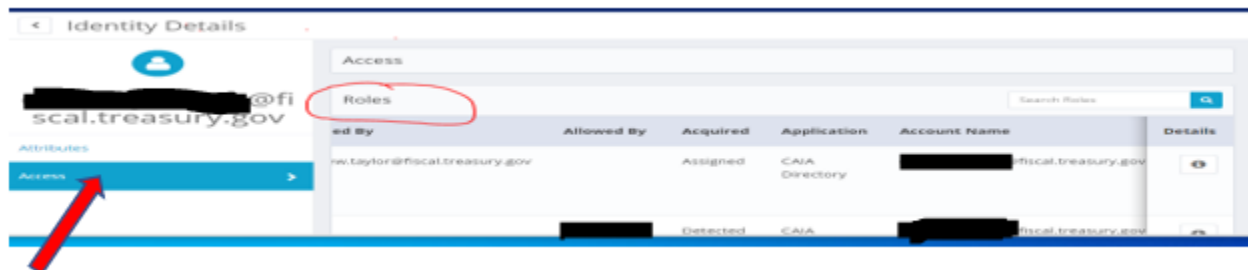 < Identity Details
@fi
scal.treasury.gov
Attributes
Access >
Access
Roles
Search Roles
ed By Allowed By Acquired Application Account Name Details
w.taylor@fiscal.treasury.gov Assigned CAIA Directory fiscal.treasury.gov
Detected CAIA fiscal.treasury.gov